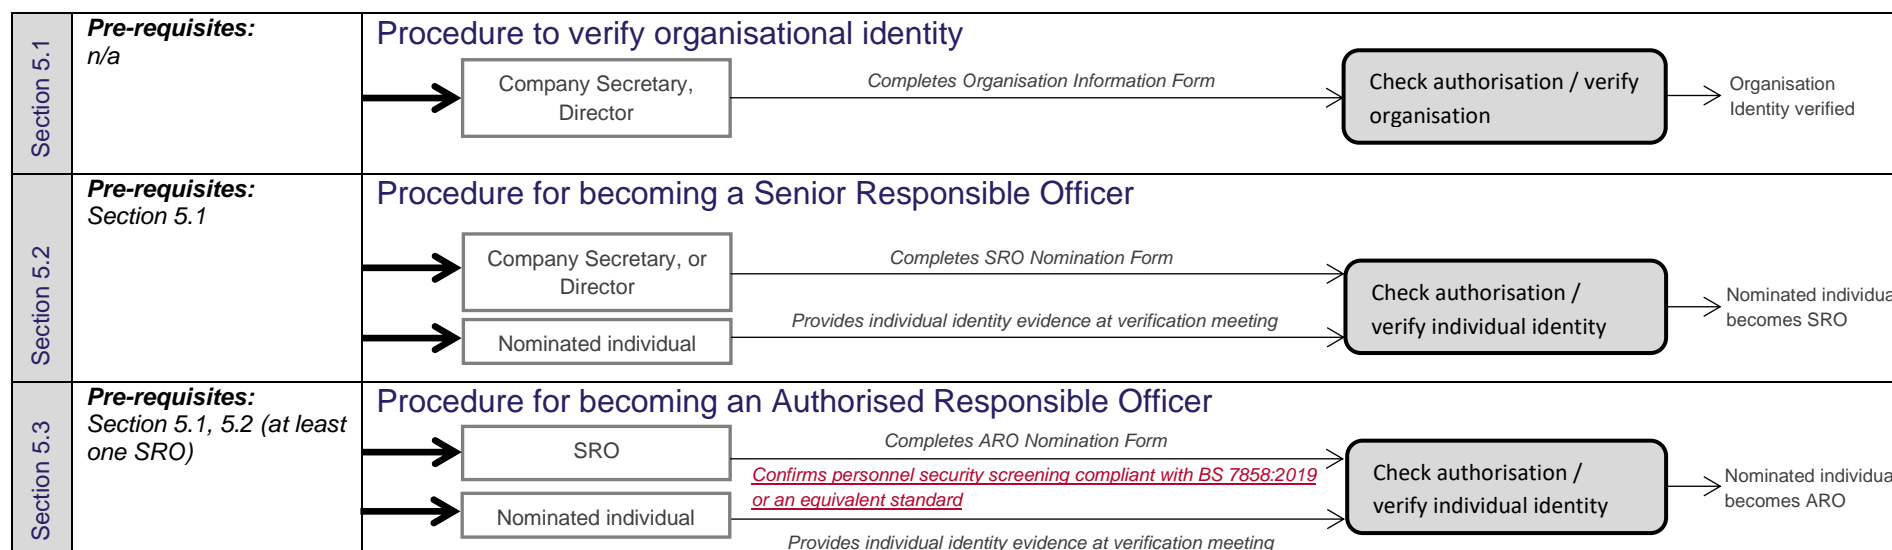 Section 5.1
Pre-requisites:
n/a
Procedure to verify organisational identity
Company Secretary,
Director
Completes Organisation Information Form
Check authorisation / verify
organisation
Organisation
Identity verified
Section 5.2
Pre-requisites:
Section 5.1
Procedure for becoming a Senior Responsible Officer
Company Secretary, or
Director
Completes SRO Nomination Form
Nominated individual
Provides individual identity evidence at verification meeting
Check authorisation /
verify individual identity
Nominated individua
becomes SRO
Section 5.3
Pre-requisites:
Section 5.1, 5.2 (at least
one SRO)
Procedure for becoming an Authorised Responsible Officer
SRO
Completes ARO Nomination Form
Confirms personnel security screening compliant with BS 7858:2019
or an equivalent standard
Nominated individual
Provides individual identity evidence at verification meeting
Check authorisation /
verify individual identity
Nominated individua
becomes ARO